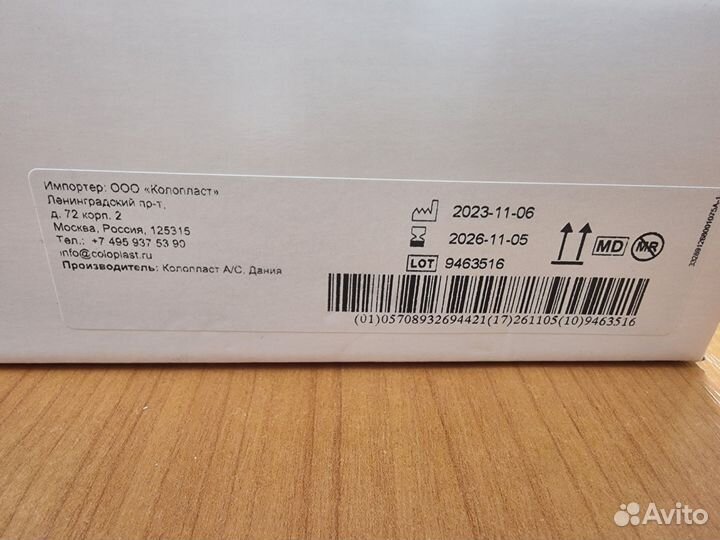 Импортер: ООО «Колопласт»
Ленинградский пр-т,
д. 72 корп. 2
Москва, Россия, 125315
Тел.: +7 495 937 53 90
info@coloplast.ru
Производитель: Колопласт А/С, Дания
2023-11-06
2026-11-05
LOT 9463516
MD
MR
(01)05708932694421(17)261105(10)9463516
Avito